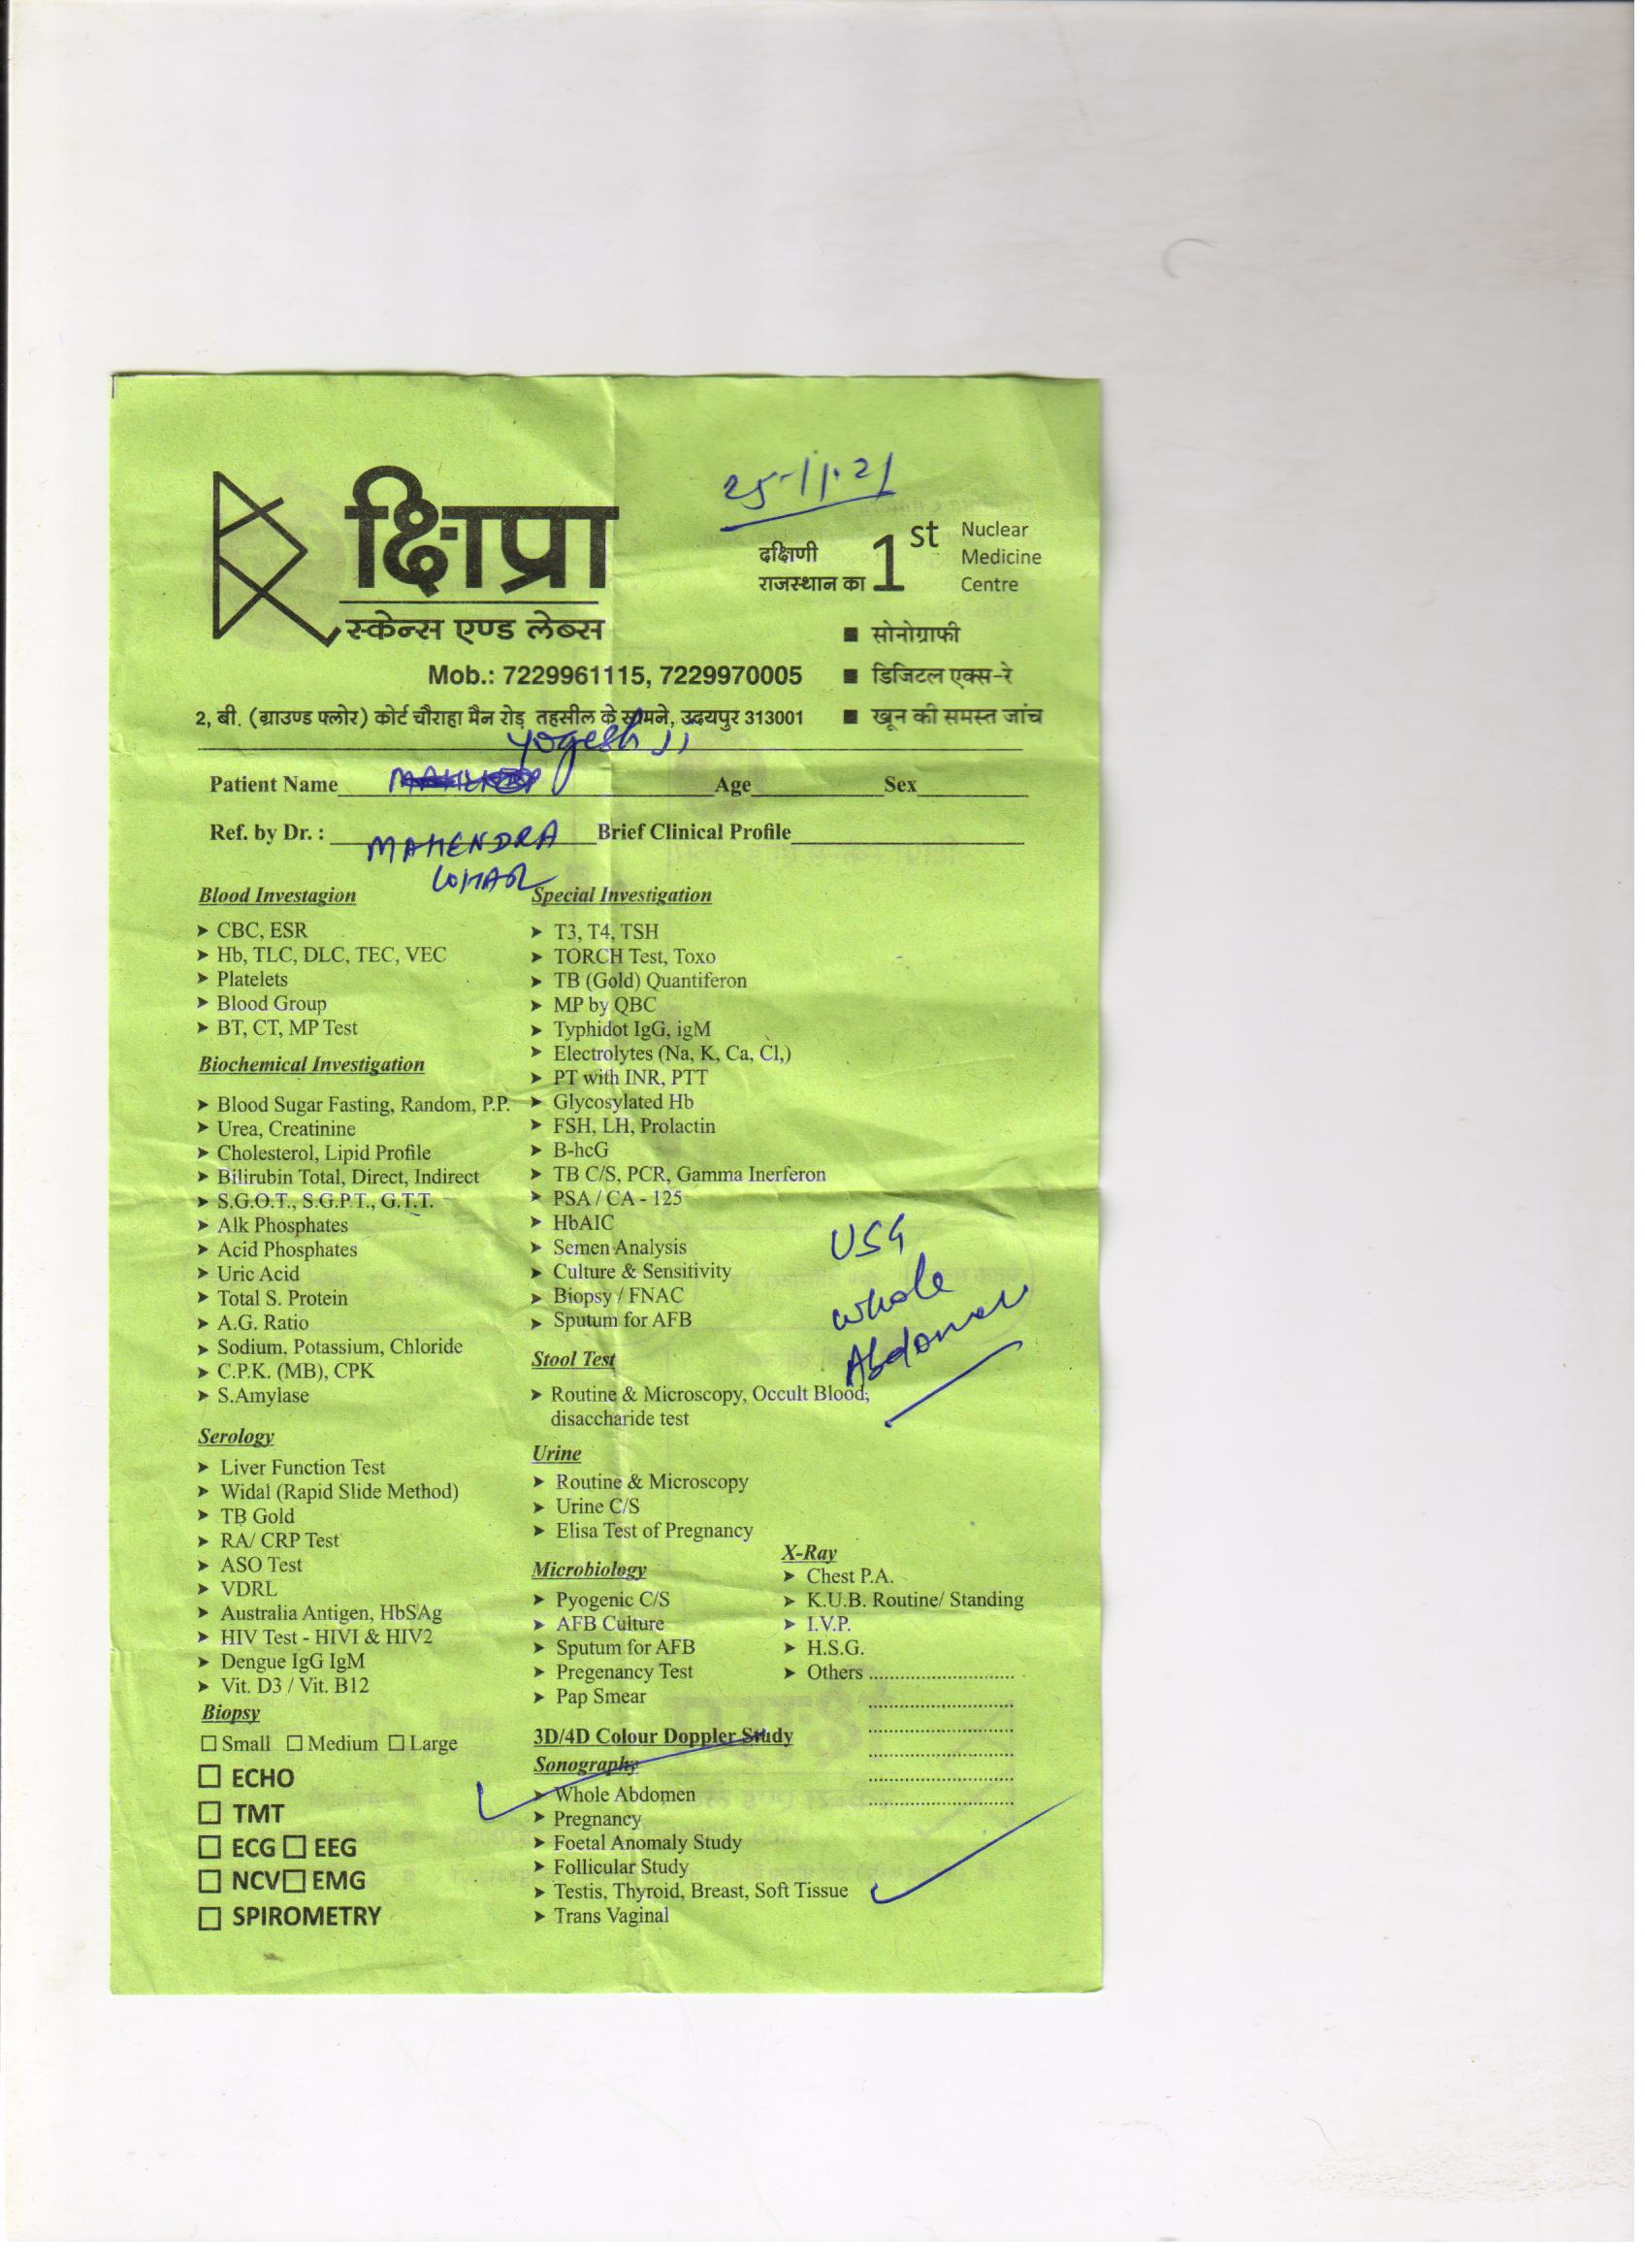 25-11-21
क्षिप्रा
स्केन्स एण्ड लेब्स
दक्षिणी
राजस्थान का 1st Nuclear
Medicine
Centre
■ सोनोग्राफी
Mob.: 7229961115, 7229970005 ■ डिजिटल एक्स-रे
2, बी. (ग्राउण्ड फ्लोर) कोर्ट चौराहा मैन रोड़ तहसील के सामने, उदयपुर 313001 ■ खून की समस्त जांच
Yogesh ji
Patient Name Age Sex
Ref. by Dr. : MAHENDRA Brief Clinical Profile
LOHAR
Blood Investagion
➤ CBC, ESR
➤ Hb, TLC, DLC, TEC, VEC
➤ Platelets
➤ Blood Group
➤ BT, CT, MP Test
Biochemical Investigation
➤ Blood Sugar Fasting, Random, P.P.
➤ Urea, Creatinine
➤ Cholesterol, Lipid Profile
➤ Bilirubin Total, Direct, Indirect
➤ S.G.O.T., S.G.P.T., G.T.T.
➤ Alk Phosphates
➤ Acid Phosphates
➤ Uric Acid
➤ Total S. Protein
➤ A.G. Ratio
➤ Sodium, Potassium, Chloride
➤ C.P.K. (MB), CPK
➤ S.Amylase
Serology
➤ Liver Function Test
➤ Widal (Rapid Slide Method)
➤ TB Gold
➤ RA/ CRP Test
➤ ASO Test
➤ VDRL
➤ Australia Antigen, HbSAg
➤ HIV Test - HIVI & HIV2
➤ Dengue IgG IgM
➤ Vit. D3 / Vit. B12
Biopsy
☐ Small ☐ Medium ☐ Large
☐ ECHO
☐ TMT
☐ ECG ☐ EEG
☐ NCV ☐ EMG
☐ SPIROMETRY
Special Investigation
➤ T3, T4, TSH
➤ TORCH Test, Toxo
➤ TB (Gold) Quantiferon
➤ MP by QBC
➤ Typhidot IgG, igM
➤ Electrolytes (Na, K, Ca, Cl,)
➤ PT with INR, PTT
➤ Glycosylated Hb
➤ FSH, LH, Prolactin
➤ B-hcG
➤ TB C/S, PCR, Gamma Inerferon
➤ PSA / CA - 125
➤ HbAIC
➤ Semen Analysis
➤ Culture & Sensitivity
➤ Biopsy / FNAC
➤ Sputum for AFB
USG
whole
Abdomen
Stool Test
➤ Routine & Microscopy, Occult Blood,
disaccharide test
Urine
➤ Routine & Microscopy
➤ Urine C/S
➤ Elisa Test of Pregnancy
Microbiology
➤ Pyogenic C/S
➤ AFB Culture
➤ Sputum for AFB
➤ Pregenancy Test
➤ Pap Smear
X-Ray
➤ Chest P.A.
➤ K.U.B. Routine/ Standing
➤ I.V.P.
➤ H.S.G.
➤ Others
3D/4D Colour Doppler Study
Sonography
➤ Whole Abdomen
➤ Pregnancy
➤ Foetal Anomaly Study
➤ Follicular Study
➤ Testis, Thyroid, Breast, Soft Tissue
➤ Trans Vaginal